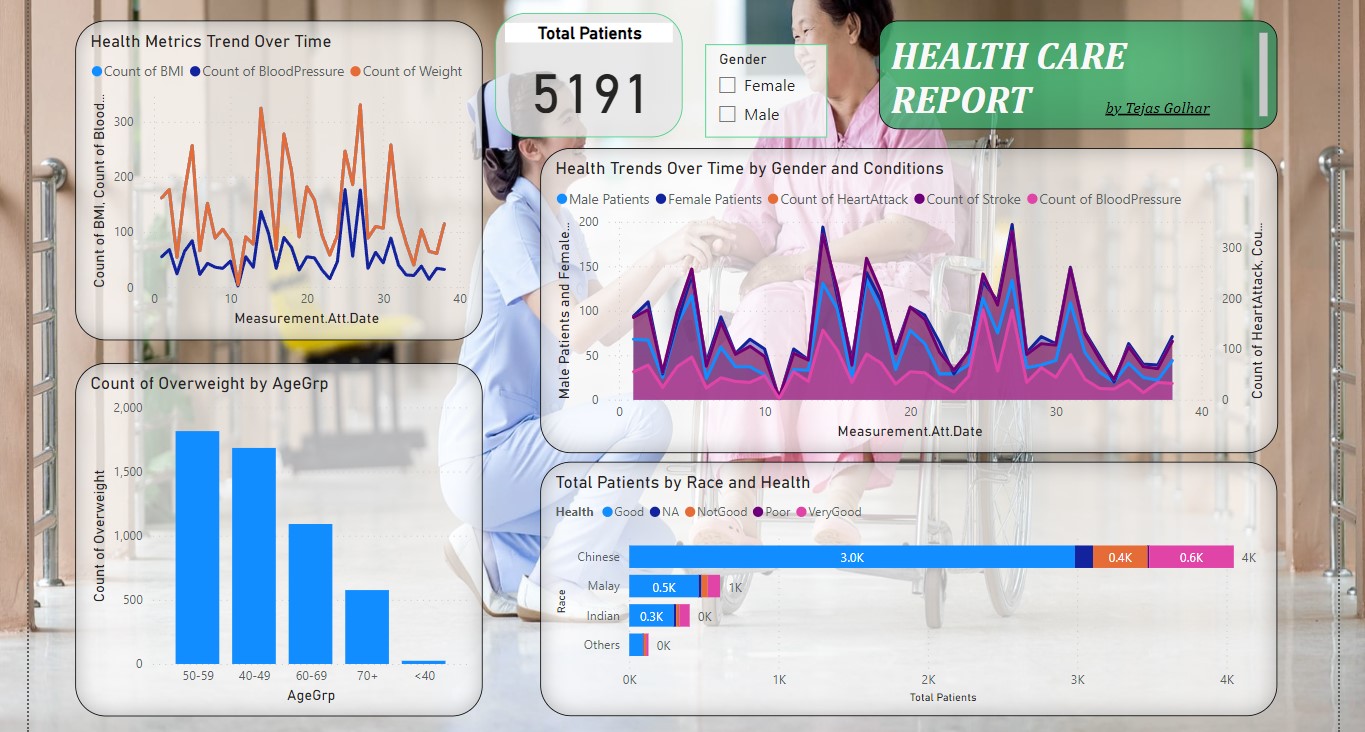 Health Metrics Trend Over Time
Count of BMI Count of BloodPressure Count of Weight
Count of BMI, Count of Blood...
300
200
100
0
0 10 20 30 40
Measurement.Att.Date
Total Patients
5191
Gender
Female
Male
HEALTH CARE
REPORT
by Tejas Golhar
Health Trends Over Time by Gender and Conditions
Male Patients Female Patients Count of HeartAttack Count of Stroke Count of BloodPressure
Male Patients and Female...
200
150
100
50
0
300
200
100
0
Count of HeartAttack, Cou...
0 10 20 30 40
Measurement.Att.Date
Count of Overweight by AgeGrp
Count of Overweight
2,000
1,500
1,000
500
0
50-59 40-49 60-69 70+ <40
AgeGrp
Total Patients by Race and Health
Health Good NA NotGood Poor VeryGood
Race
Chinese 3.0K 0.4K 0.6K 4K
Malay 0.5K 1K
Indian 0.3K 0K
Others 0K
0K 1K 2K 3K 4K
Total Patients